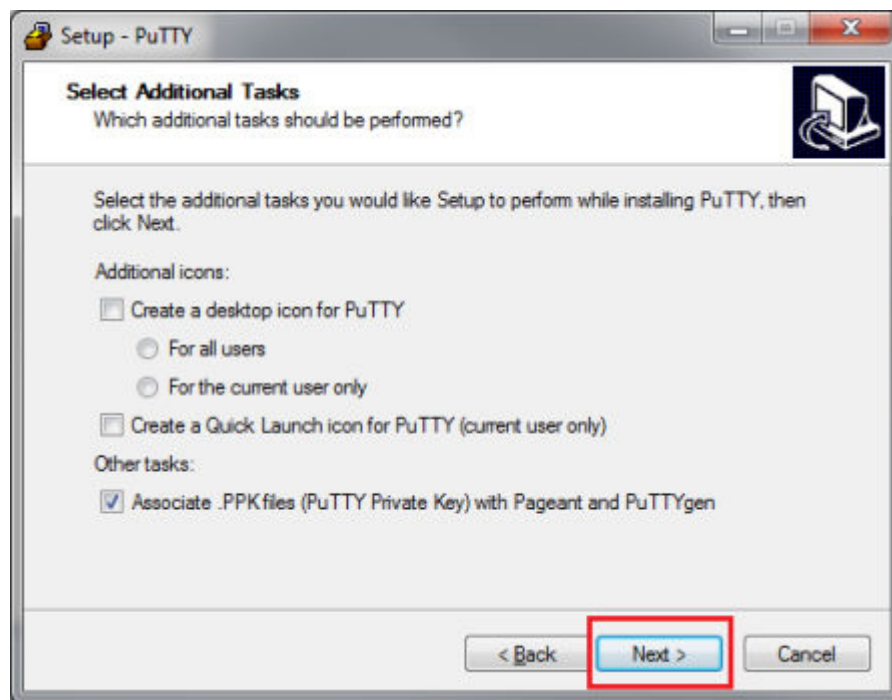 Setup - PuTTY
Select Additional Tasks
Which additional tasks should be performed?
Select the additional tasks you would like Setup to perform while installing PuTTY, then
click Next.
Additional icons:
Create a desktop icon for PuTTY
For all users
For the current user only
Create a Quick Launch icon for PuTTY (current user only)
Other tasks:
Associate .PPK files (PuTTY Private Key) with Pageant and PuTTYgen
< Back Next > Cancel